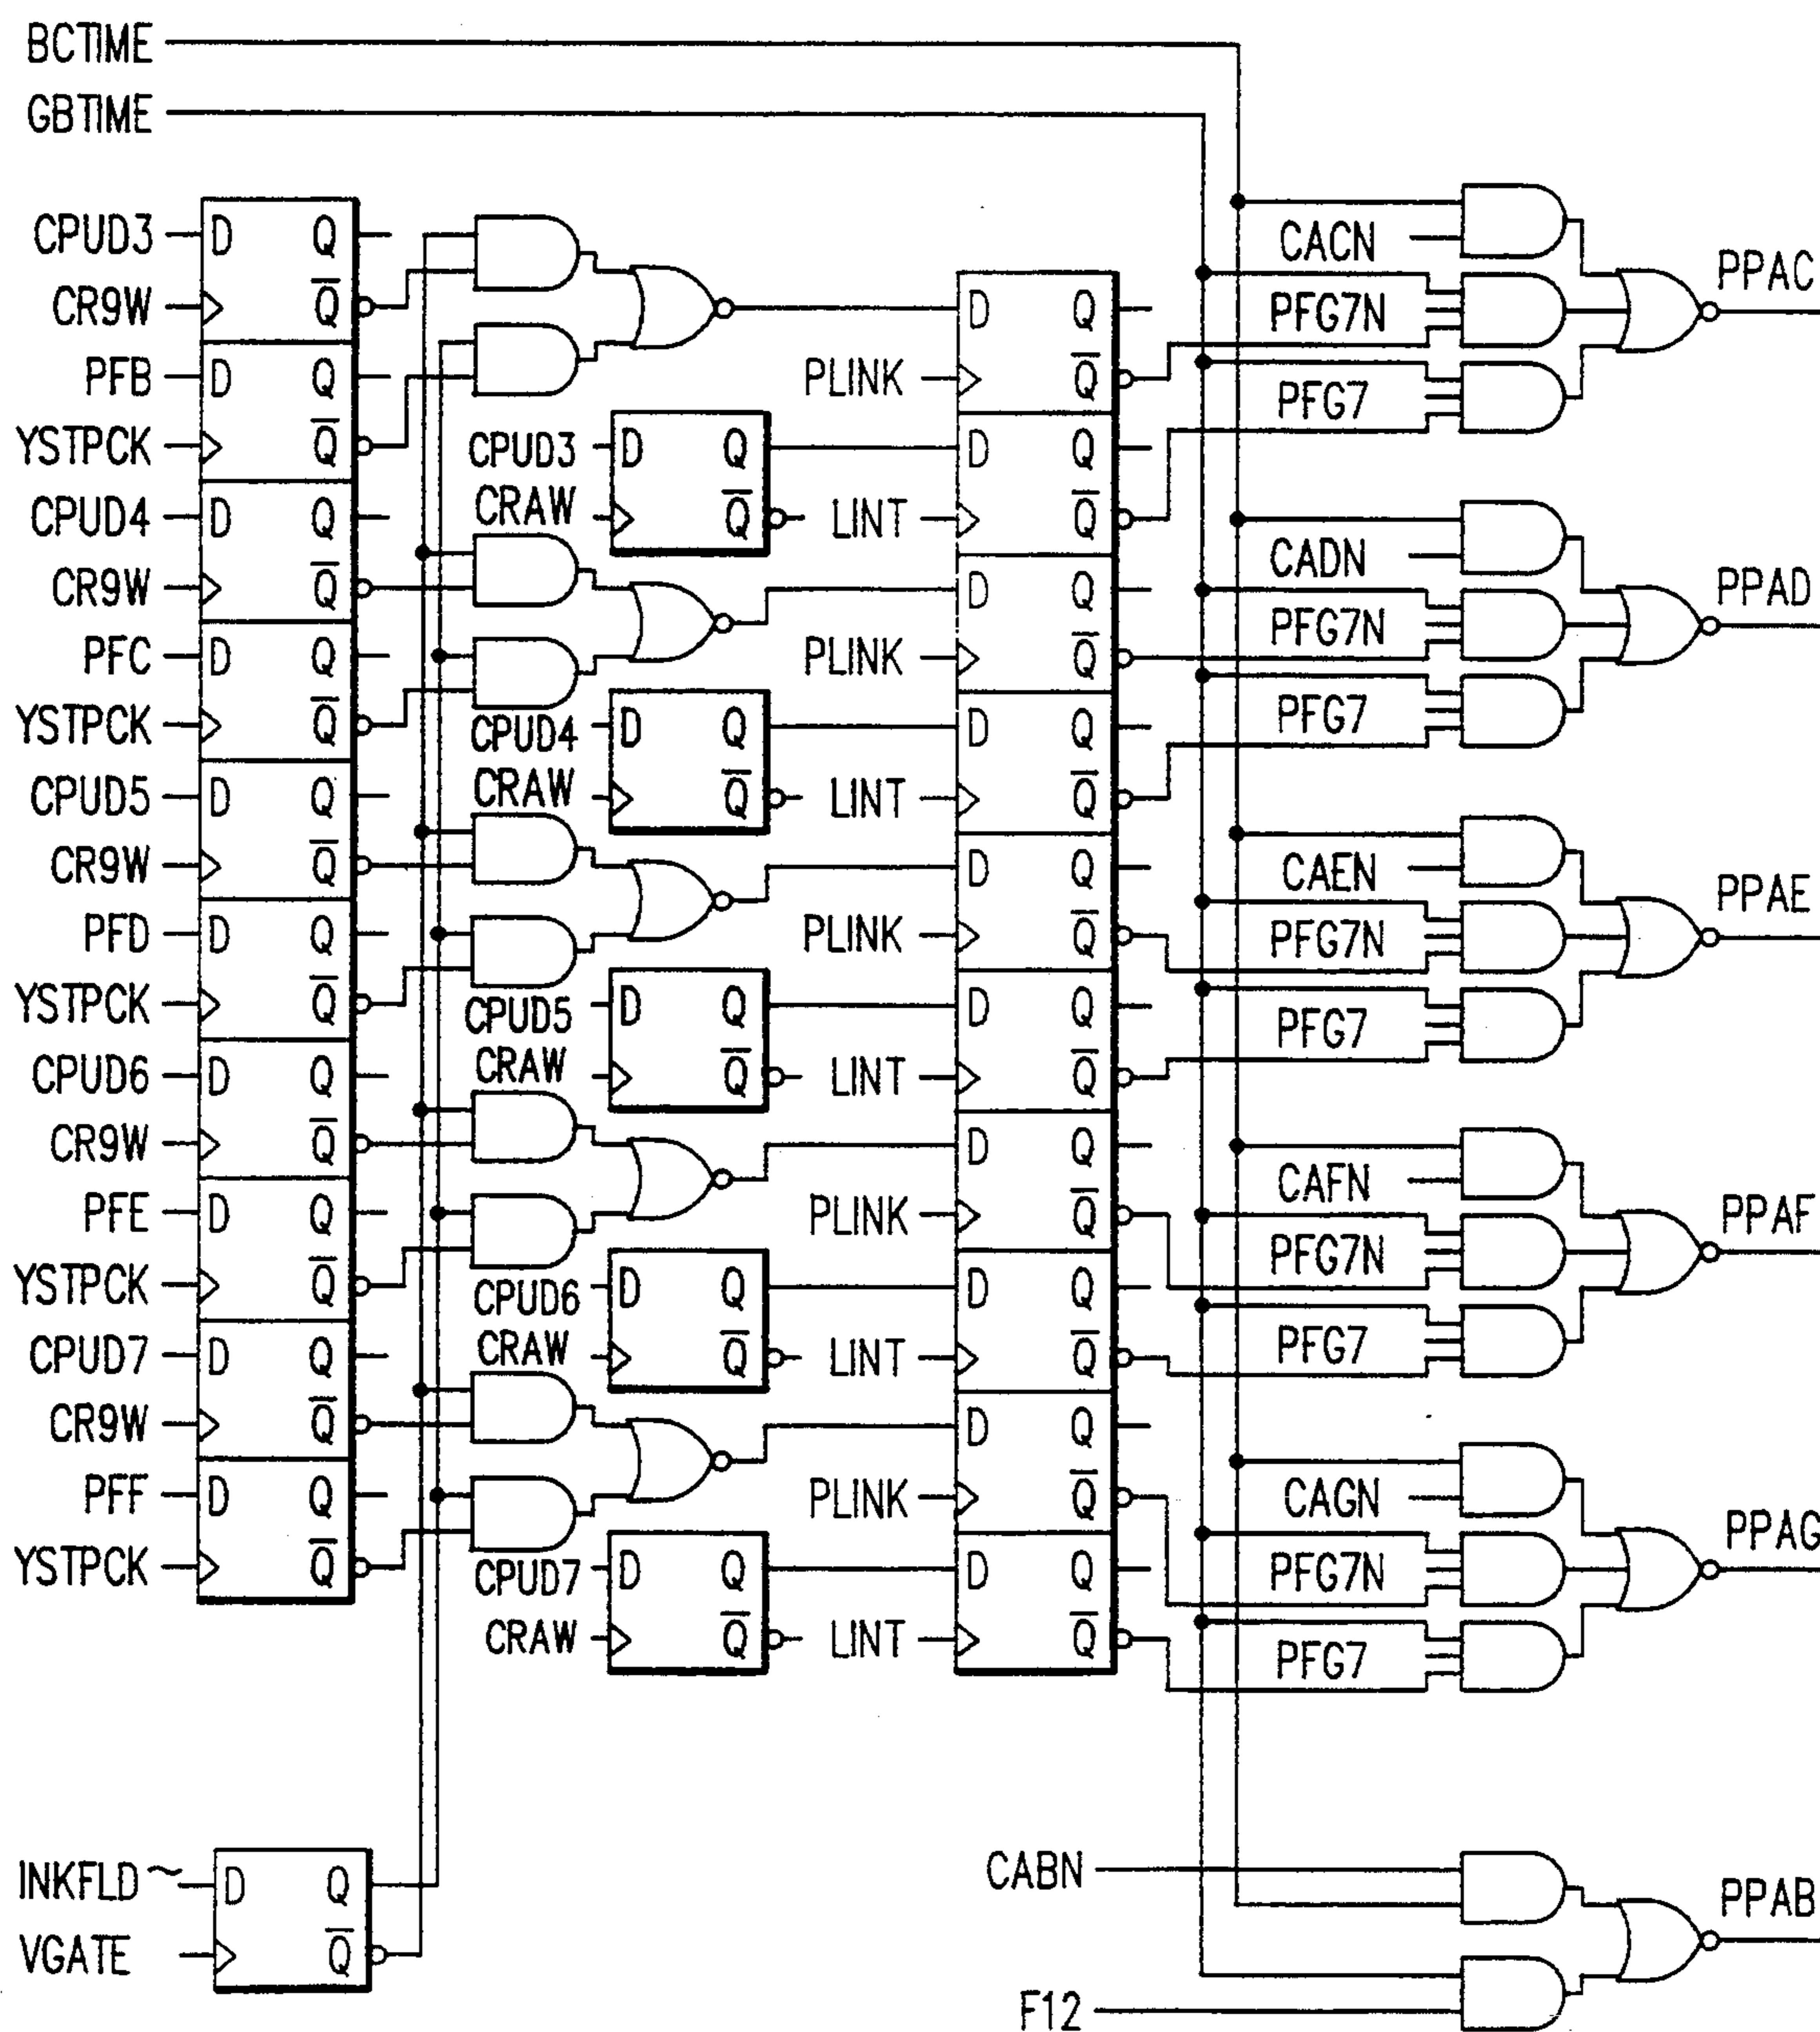 BCTIME
GBTIME
CPUD3 D Q
CR9W Q
PFB D Q
YSTPCK Q
CPUD4 D Q
CR9W Q
PFC D Q
YSTPCK Q
CPUD5 D Q
CR9W Q
PFD D Q
YSTPCK Q
CPUD6 D Q
CR9W Q
PFE D Q
YSTPCK Q
CPUD7 D Q
CR9W Q
PFF D Q
YSTPCK Q
INKFLD~ D Q
VGATE Q
CPUD3 D Q
CRAW Q
CPUD4 D Q
CRAW Q
CPUD5 D Q
CRAW Q
CPUD6 D Q
CRAW Q
CPUD7 D Q
CRAW Q
D Q
PLINK Q
D Q
LINT Q
D Q
PLINK Q
D Q
LINT Q
D Q
PLINK Q
D Q
LINT Q
D Q
PLINK Q
D Q
LINT Q
D Q
PLINK Q
D Q
LINT Q
CACN
PFG7N
PFG7
PPAC
CADN
PFG7N
PFG7
PPAD
CAEN
PFG7N
PFG7
PPAE
CAFN
PFG7N
PFG7
PPAF
CAGN
PFG7N
PFG7
PPAG
CABN
F12
PPAB